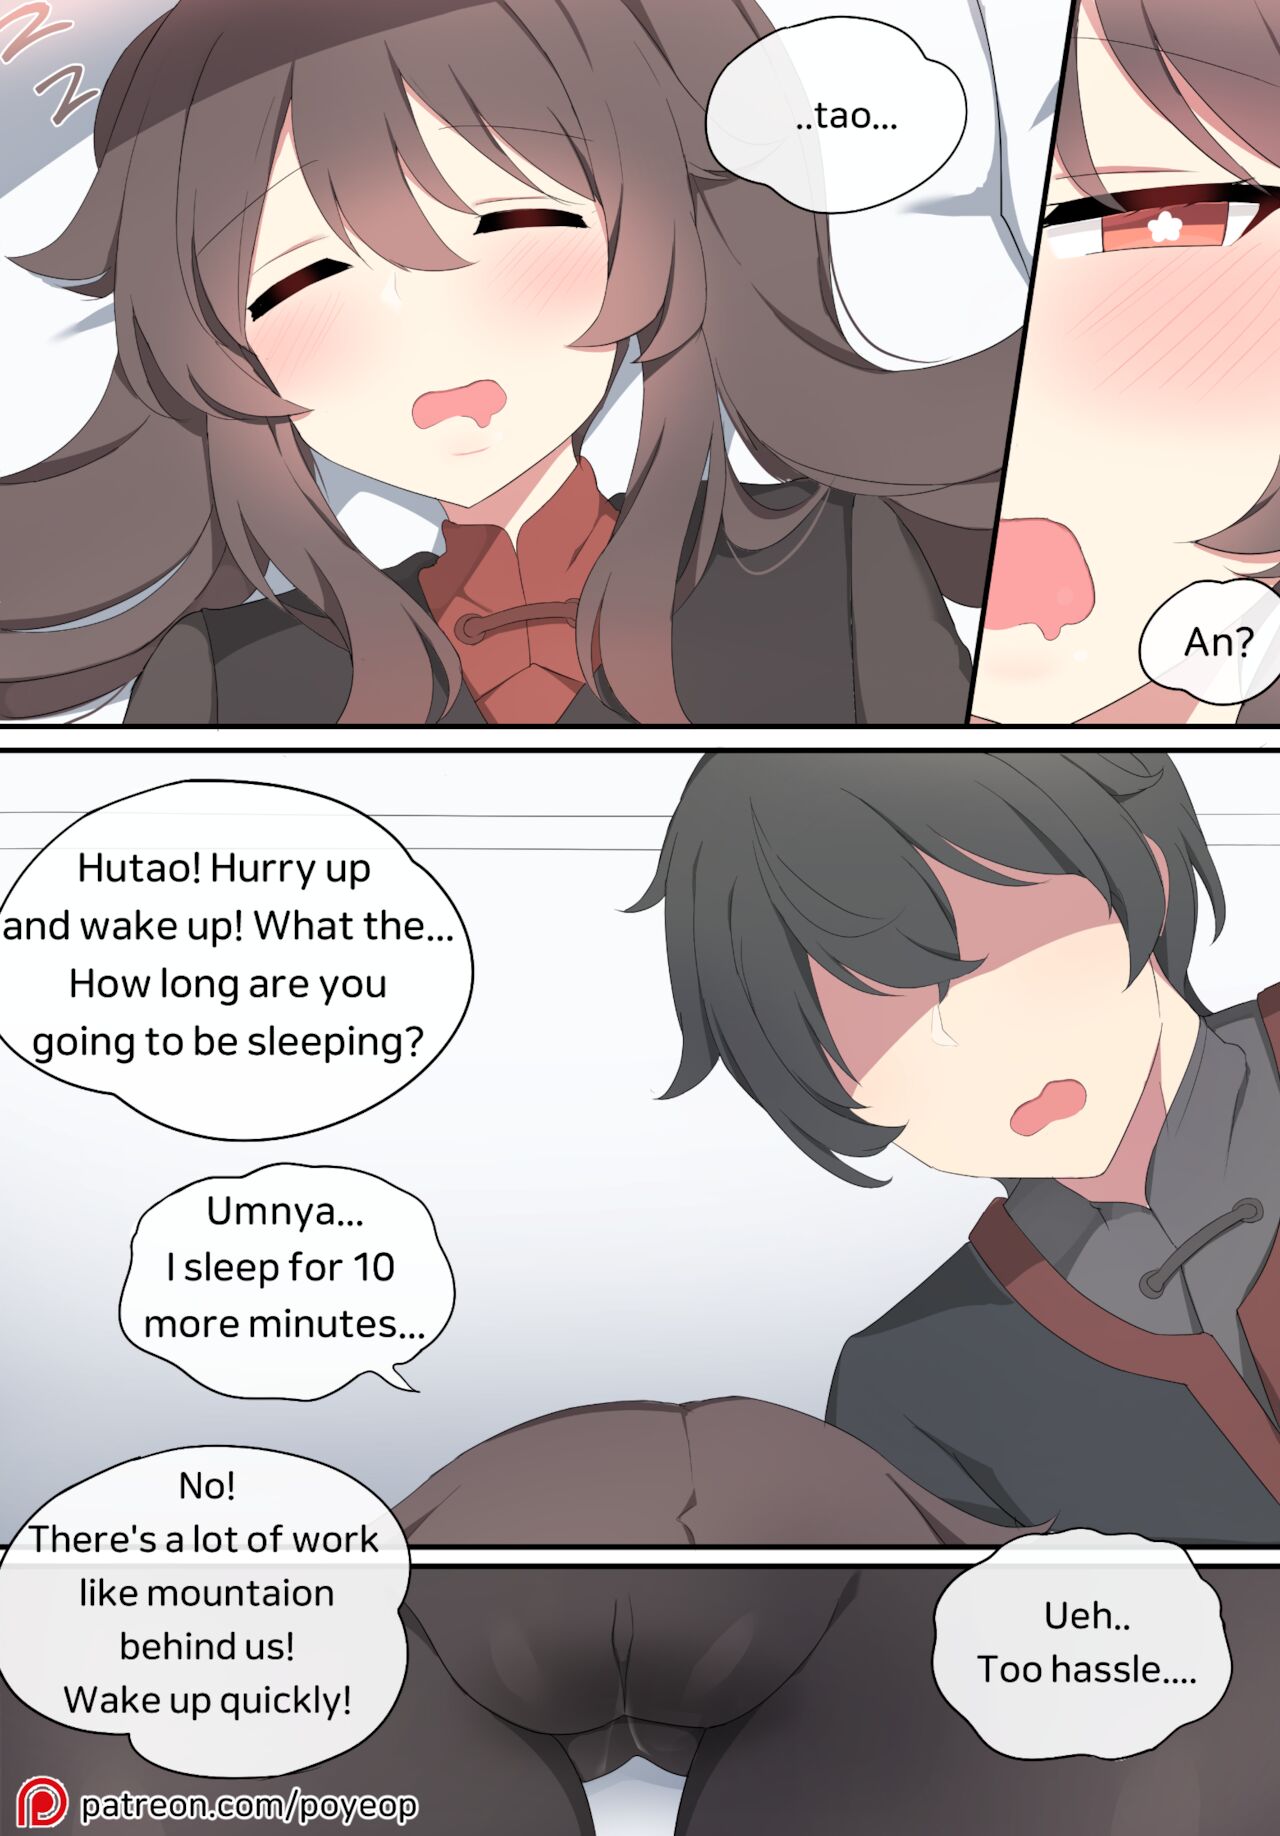 zz
..tao...
An?
Hutao! Hurry up
and wake up! What the...
How long are you
going to be sleeping?
Umnya...
I sleep for 10
more minutes...
No!
There's a lot of work
like mountaion
behind us!
Wake up quickly!
Ueh..
Too hassle....
patreon.com/poyeop